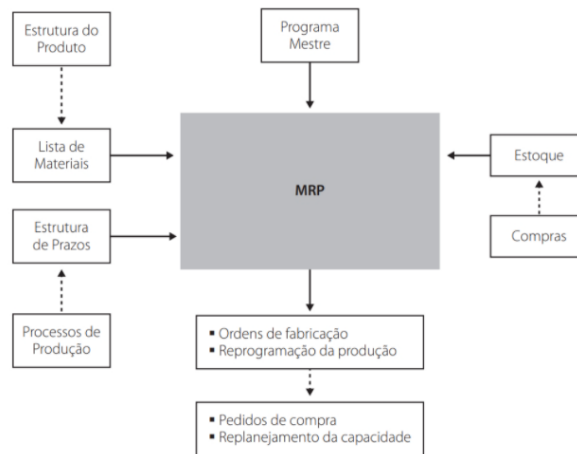 Estrutura do
Produto
Programa
Mestre
Lista de
Materiais
MRP
Estoque
Estrutura
de Prazos
Compras
Processos de
Produção
▪ Ordens de fabricação
▪ Reprogramação da produção
▪ Pedidos de compra
▪ Replanejamento da capacidade